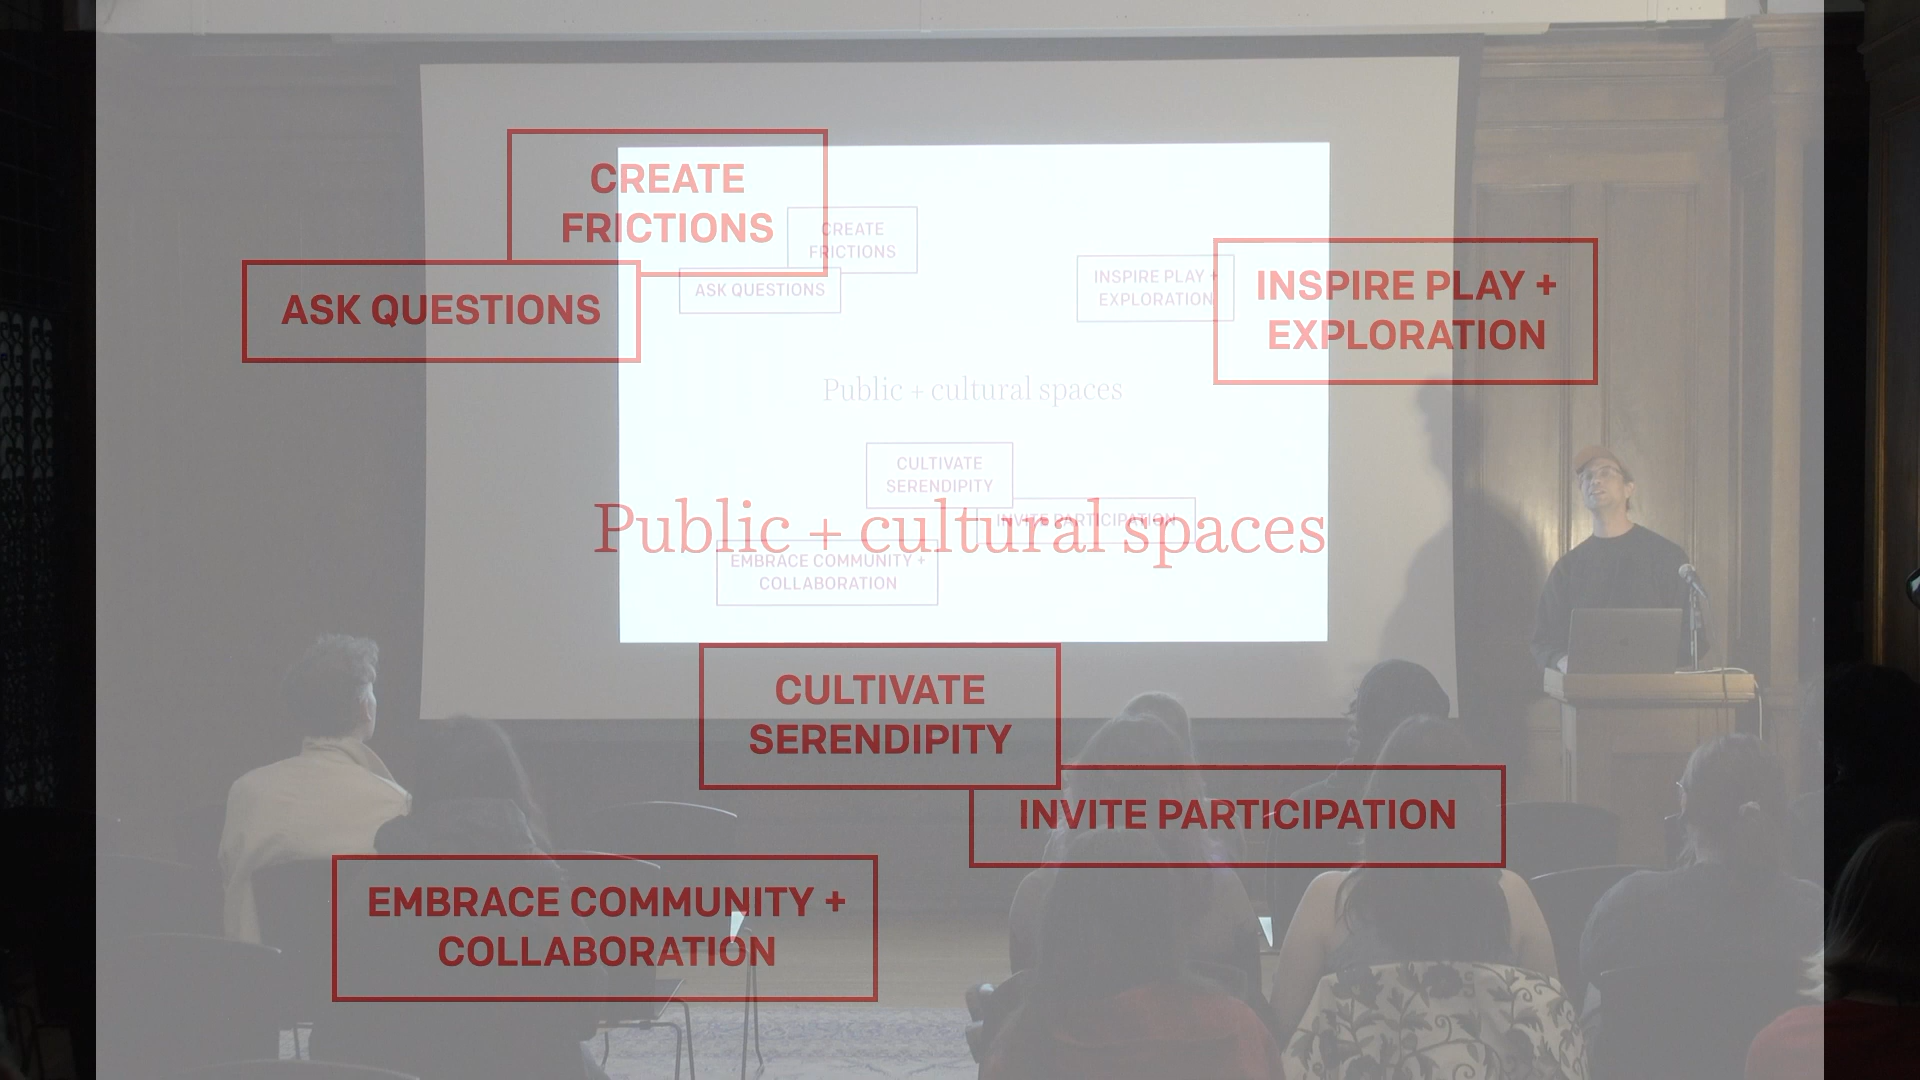 CREATE
FRICTIONS
ASK QUESTIONS
INSPIRE PLAY +
EXPLORATION
Public + cultural spaces
CULTIVATE
SERENDIPITY
INVITE PARTICIPATION
EMBRACE COMMUNITY +
COLLABORATION
CREATE
FRICTIONS
ASK QUESTIONS
INSPIRE PLAY +
EXPLORATION
Public + cultural spaces
CULTIVATE
SERENDIPITY
INVITE PARTICIPATION
EMBRACE COMMUNITY +
COLLABORATION